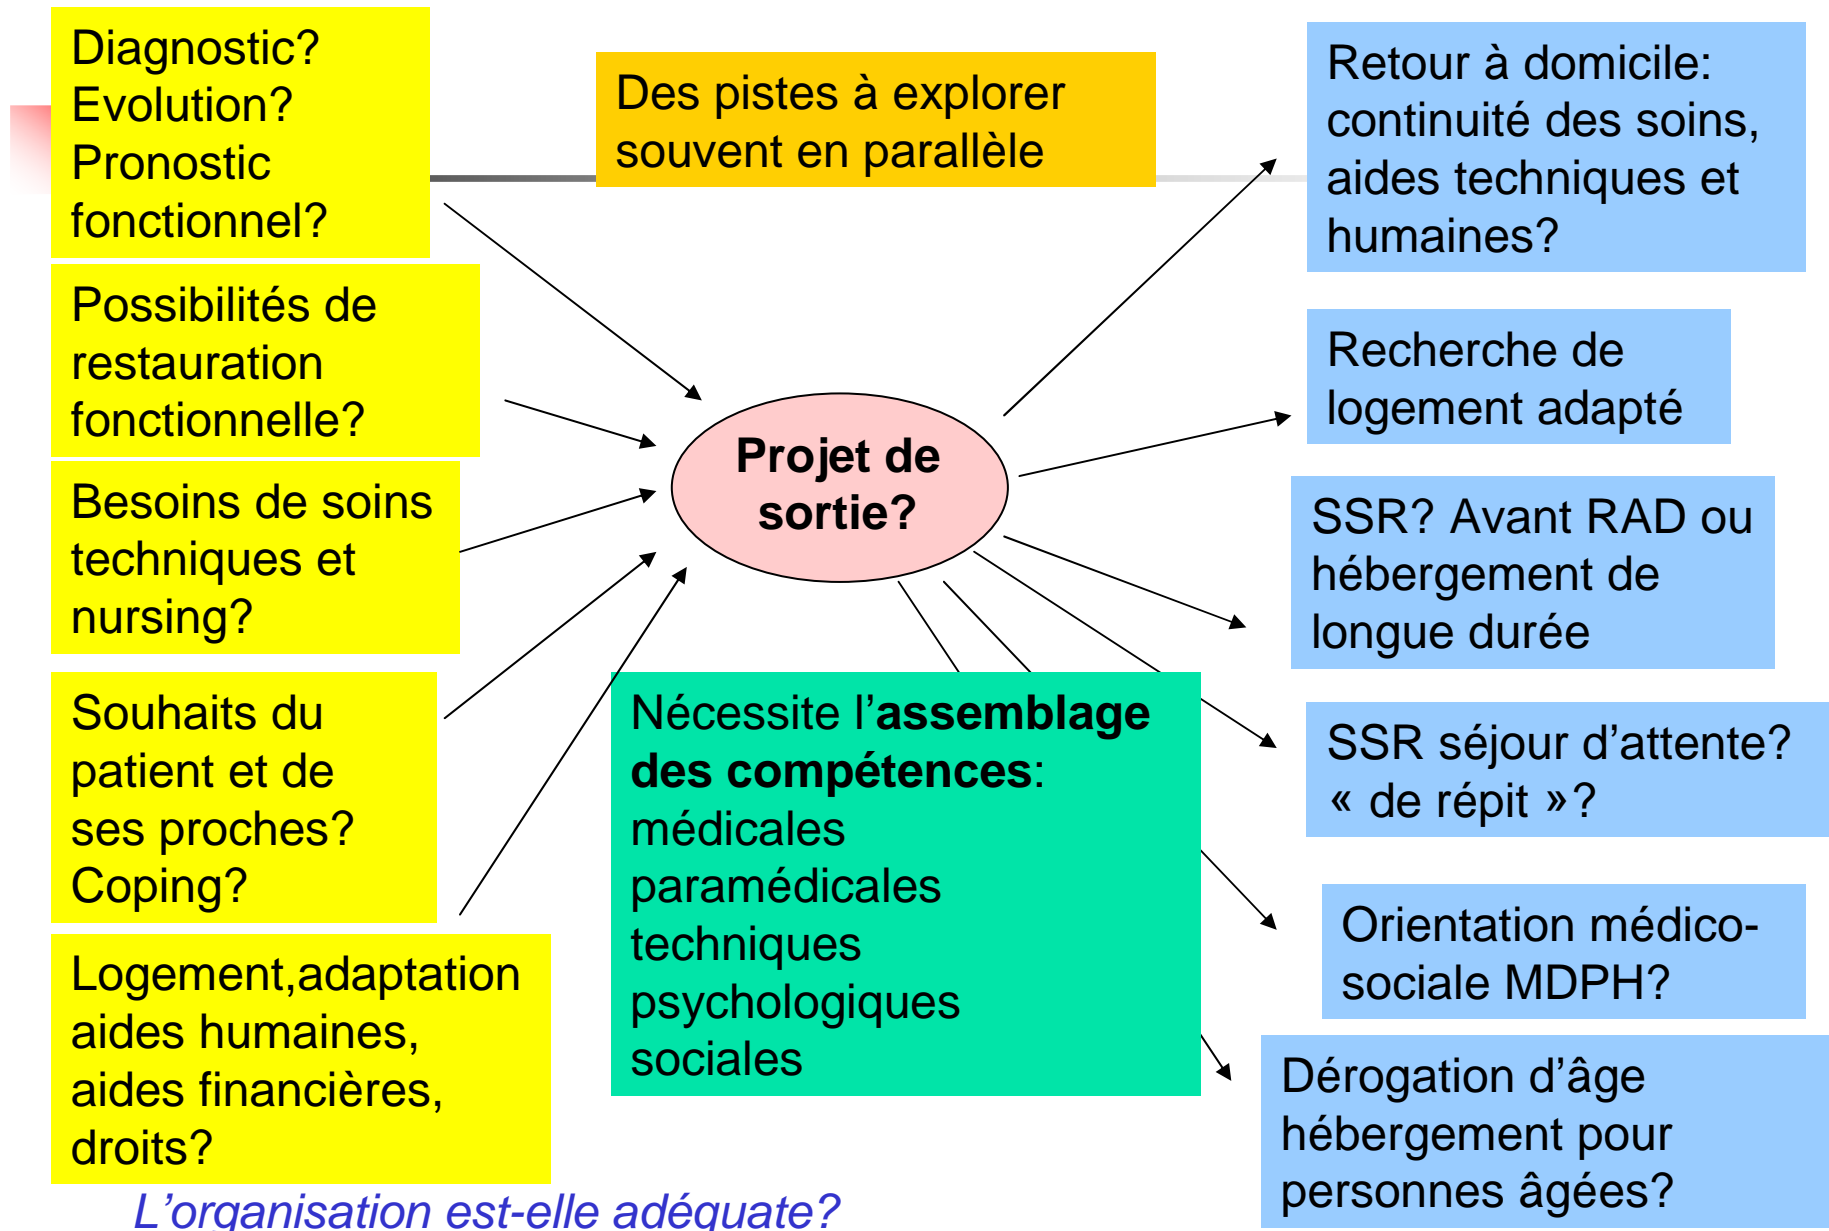 Diagnostic?
Evolution?
Pronostic
fonctionnel?
Possibilités de
restauration
fonctionnelle?
Besoins de soins
techniques et
nursing?
Souhaits du
patient et de
ses proches?
Coping?
Logement,adaptation
aides humaines,
aides financières,
droits?
L’organisation est-elle adéquate?
Des pistes à explorer
souvent en parallèle
Projet de
sortie?
Nécessite l’assemblage
des compétences:
médicales
paramédicales
techniques
psychologiques
sociales
Retour à domicile:
continuité des soins,
aides techniques et
humaines?
Recherche de
logement adapté
SSR? Avant RAD ou
hébergement de
longue durée
SSR séjour d’attente?
« de répit »?
Orientation médico-
sociale MDPH?
Dérogation d’âge
hébergement pour
personnes âgées?